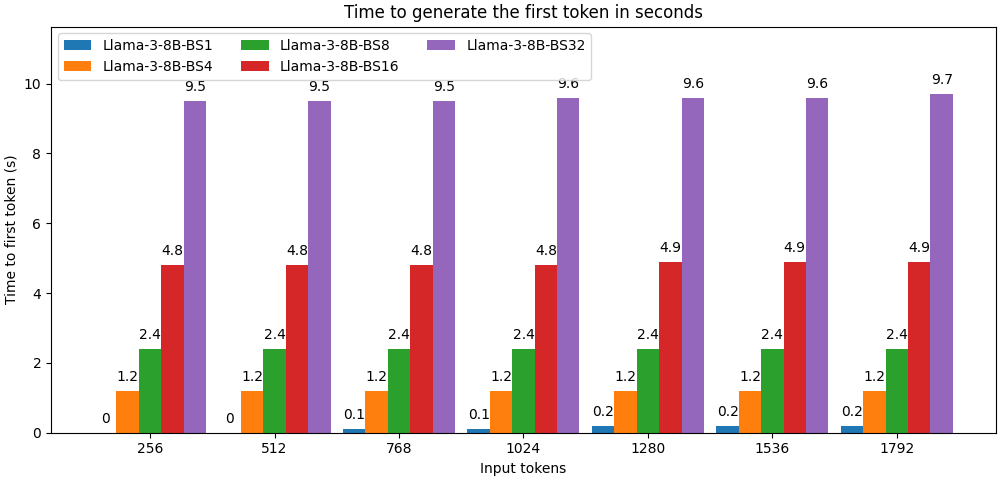 Time to generate the first token in seconds
Llama-3-8B-BS1 Llama-3-8B-BS8 Llama-3-8B-BS32
Llama-3-8B-BS4 Llama-3-8B-BS16
Time to first token (s)
10
8
6
4
2
0
0 1.2 2.4 4.8 9.5
0 1.2 2.4 4.8 9.5
0.1 1.2 2.4 4.8 9.5
0.1 1.2 2.4 4.8 9.6
0.2 1.2 2.4 4.9 9.6
0.2 1.2 2.4 4.9 9.6
0.2 1.2 2.4 4.9 9.7
256 512 768 1024 1280 1536 1792
Input tokens